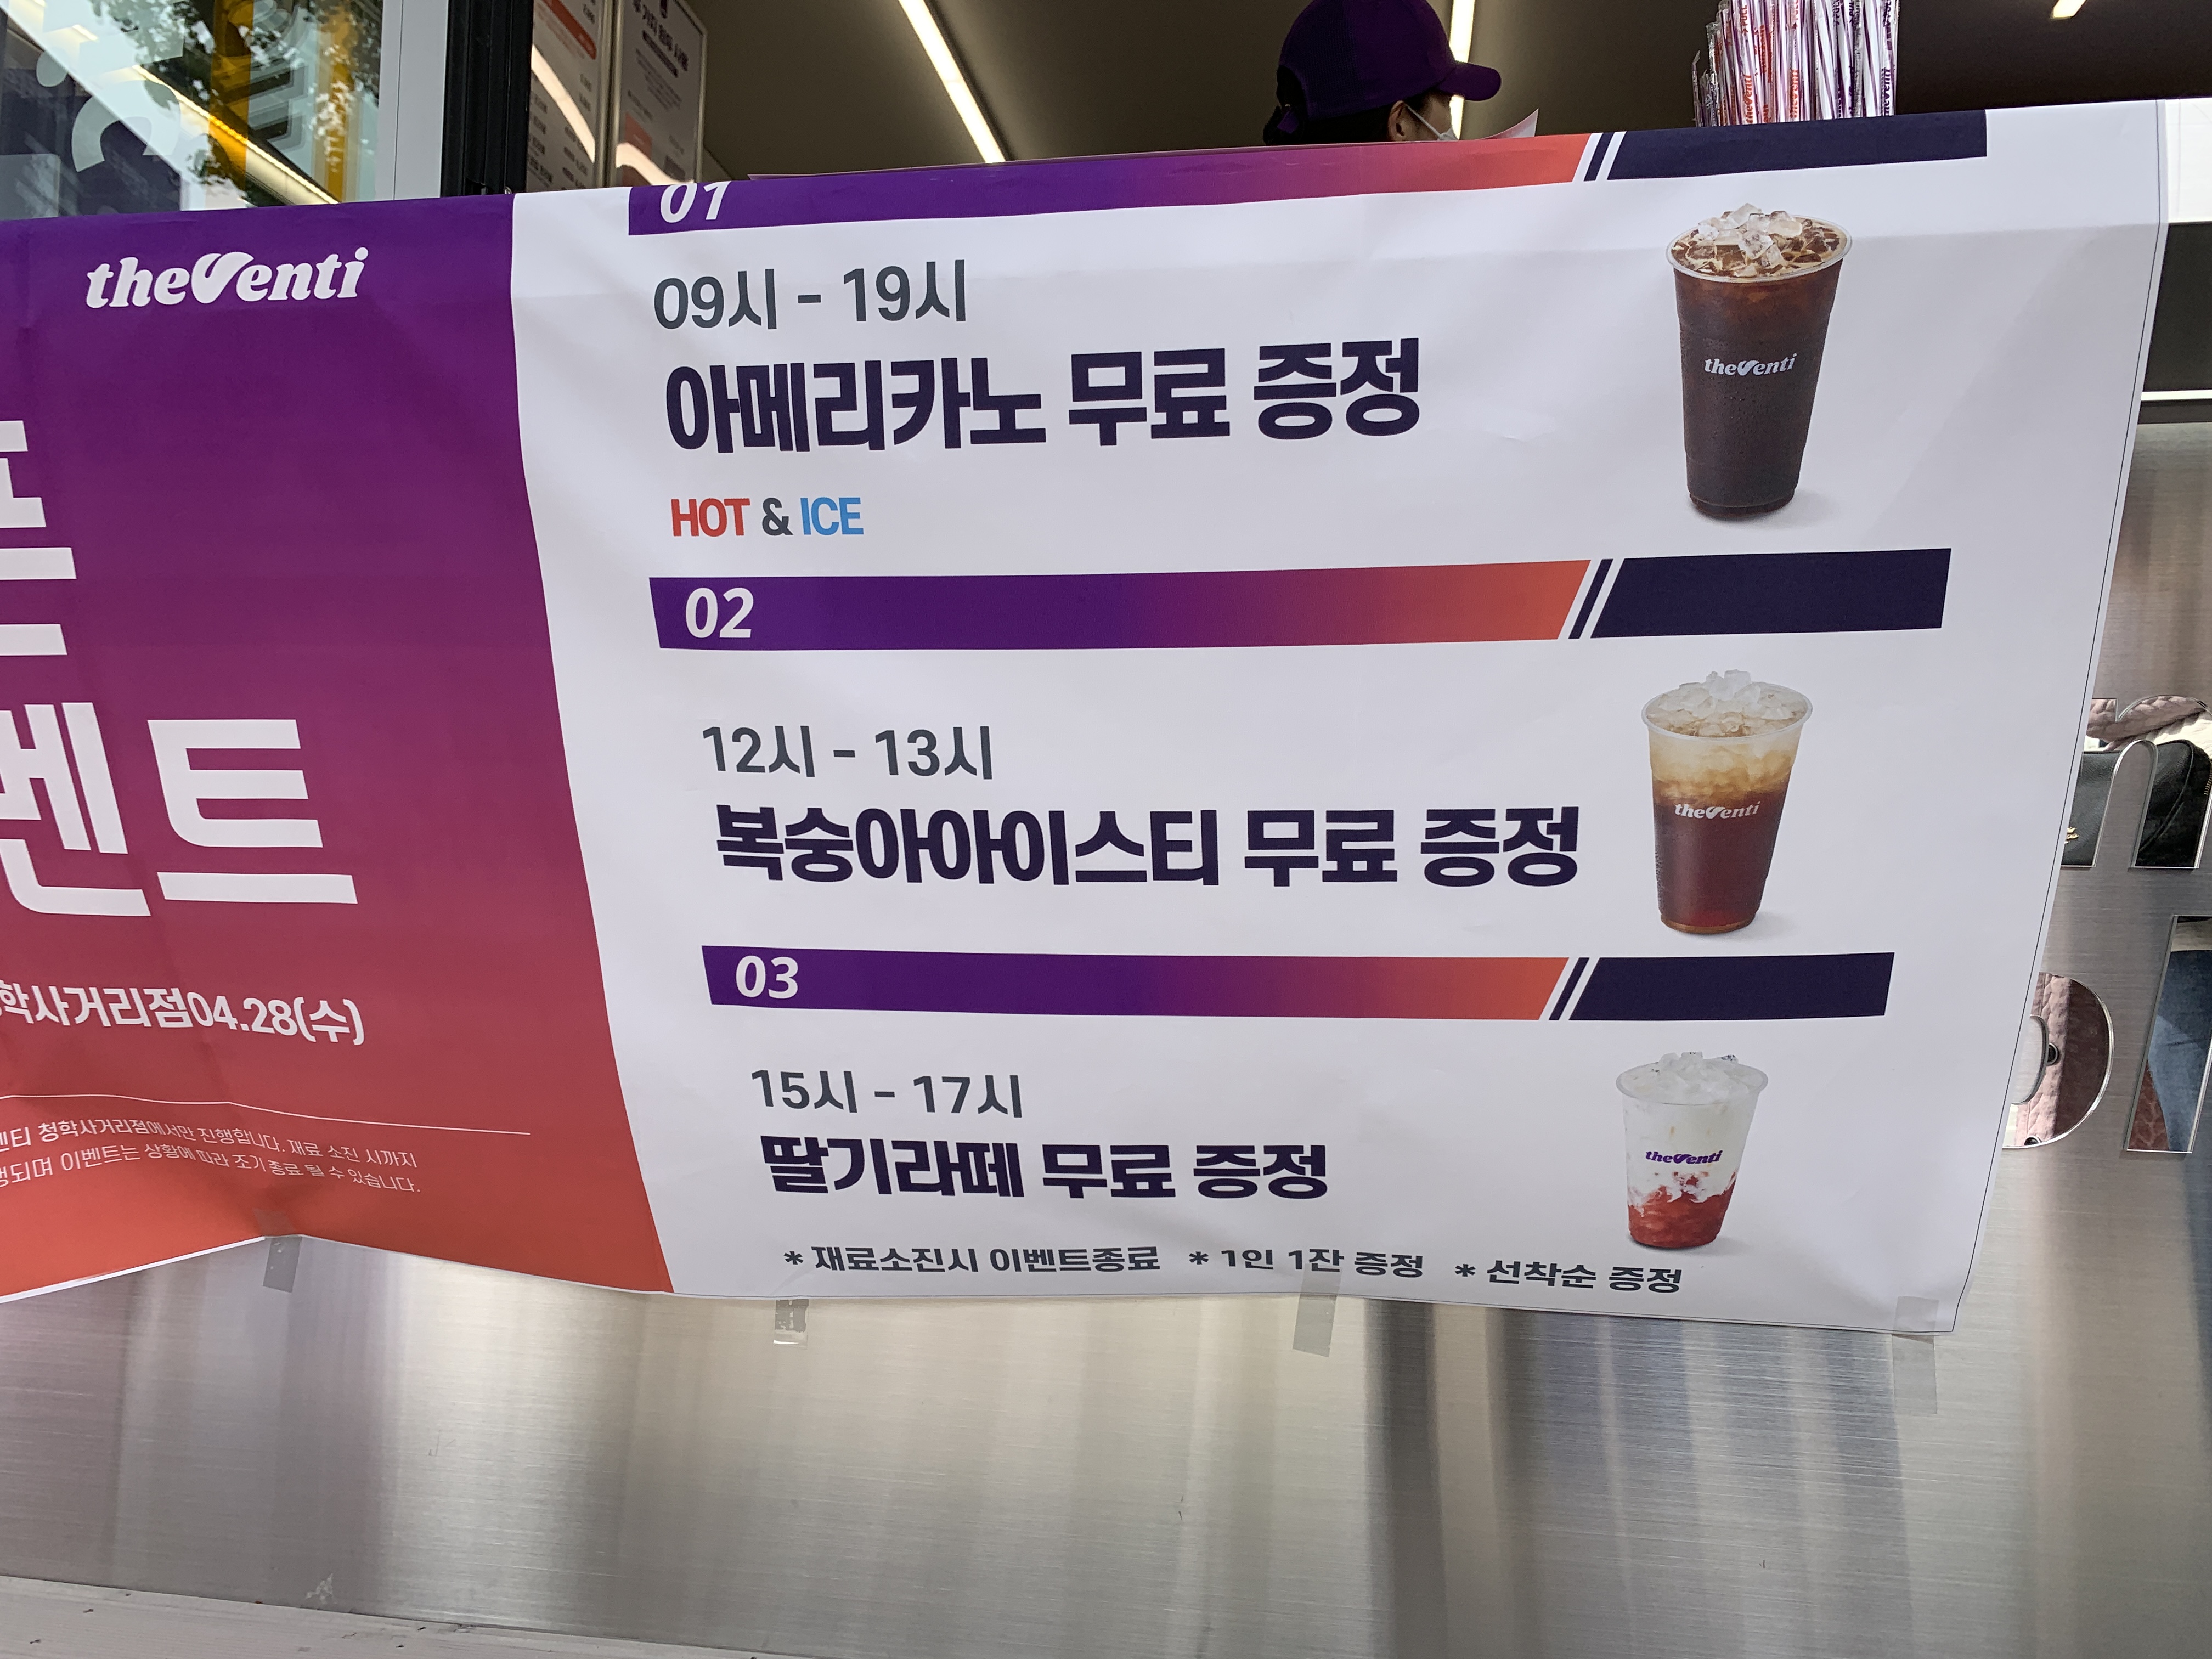 theVenti
벤트
학사거리점04.28(수)
벤티 청학사거리점에서만 진행합니다. 재료 소진 시까지
되며 이벤트는 상황에 따라 조기 종료 될 수 있습니다.
01
09시 - 19시
아메리카노 무료 증정
HOT & ICE
theVenti
02
12시 - 13시
복숭아아이스티 무료 증정
theVenti
03
15시 - 17시
딸기라떼 무료 증정
theVenti
* 재료소진시 이벤트종료 * 1인 1잔 증정 * 선착순 증정